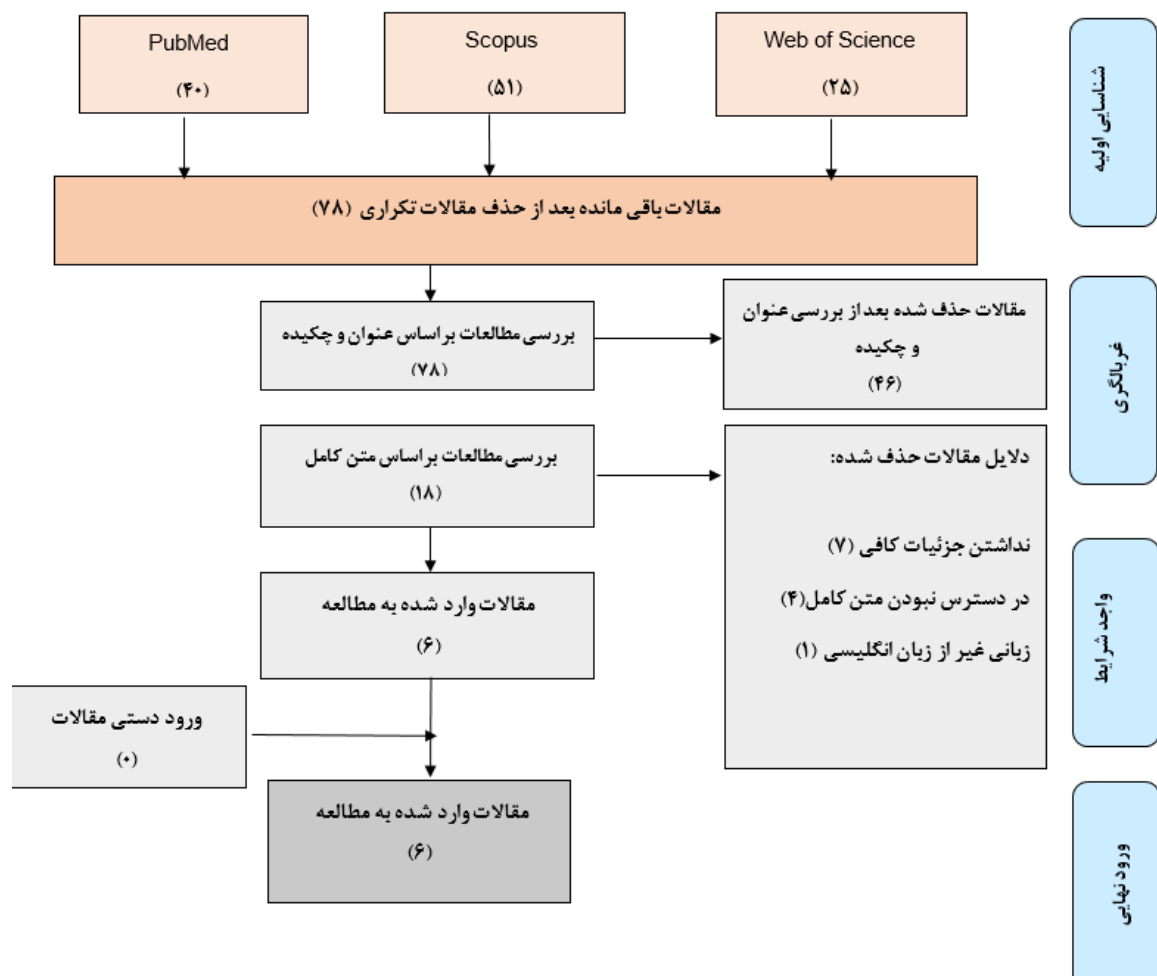 PubMed
(۴۰)
Scopus
(۵۱)
Web of Science
(۲۵)
شناسایی اولیه
مقالات باقی مانده بعد از حذف مقالات تکراری (۷۸)
بررسی مطالعات براساس عنوان و چکیده
(۷۸)
مقالات حذف شده بعد از بررسی عنوان
و چکیده
(۴۶)
غربالگری
بررسی مطالعات براساس متن کامل
(۱۸)
دلایل مقالات حذف شده:
نداشتن جزئیات کافی (۷)
در دسترس نبودن متن کامل(۴)
زبانی غیر از زبان انگلیسی (۱)
واجد شرایط
مقالات وارد شده به مطالعه
(۶)
ورود دستی مقالات
(۰)
مقالات وارد شده به مطالعه
(۶)
ورود نهایی